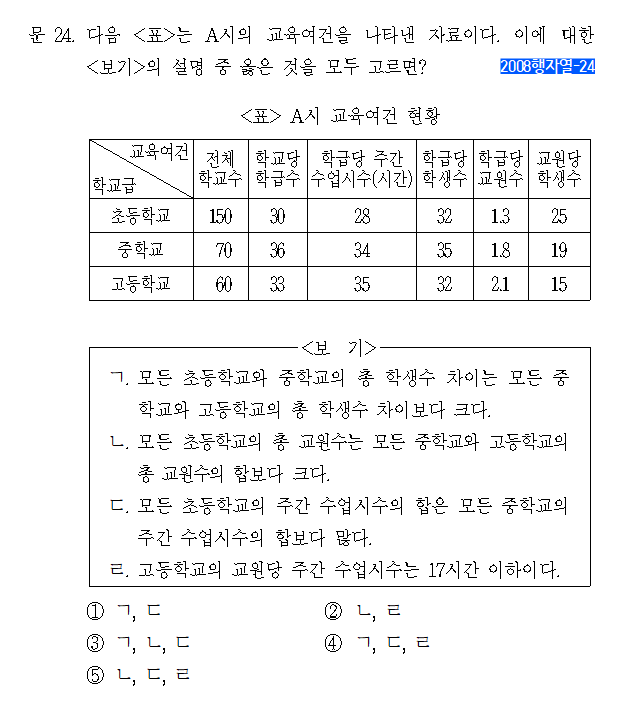 문 24. 다음 <표>는 A시의 교육여건을 나타낸 자료이다. 이에 대한
<보기>의 설명 중 옳은 것을 모두 고르면? 2008행자열-24
<표> A시 교육여건 현황
교육여건 전체 학교당 학급당 주간 학급당 학급당 교원당
학교급 학교수 학급수 수업시수(시간) 학생수 교원수 학생수
초등학교 150 30 28 32 1.3 25
중학교 70 36 34 35 1.8 19
고등학교 60 33 35 32 2.1 15
<보 기>
ㄱ. 모든 초등학교와 중학교의 총 학생수 차이는 모든 중
학교와 고등학교의 총 학생수 차이보다 크다.
ㄴ. 모든 초등학교의 총 교원수는 모든 중학교와 고등학교의
총 교원수의 합보다 크다.
ㄷ. 모든 초등학교의 주간 수업시수의 합은 모든 중학교의
주간 수업시수의 합보다 많다.
ㄹ. 고등학교의 교원당 주간 수업시수는 17시간 이하이다.
① ㄱ, ㄷ ② ㄴ, ㄹ
③ ㄱ, ㄴ, ㄷ ④ ㄱ, ㄷ, ㄹ
⑤ ㄴ, ㄷ, ㄹ